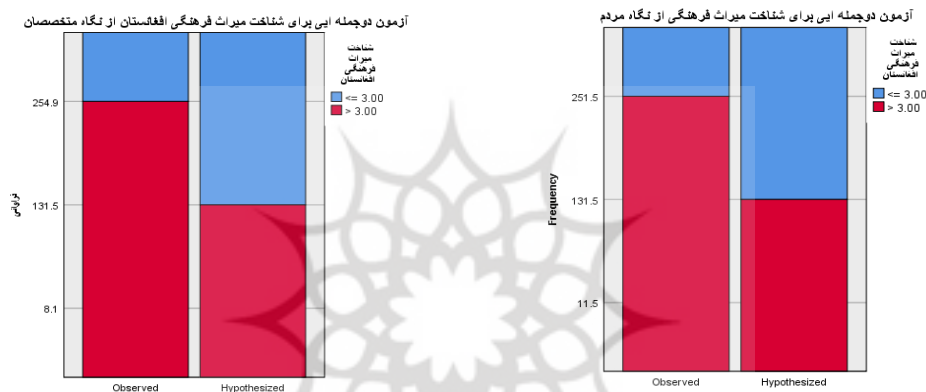 آزمون دوجمله ایی برای شناخت میراث فرهنگی افغانستان از نگاه متخصصان
شناخت
میراث
فرهنگی
افغانستان
<= 3.00
> 3.00
254.9
131.5
8.1
فراوانی
Observed
Hypothesized
آزمون دوجمله ایی برای شناخت میراث فرهنگی از نگاه مردم
شناخت
میراث
فرهنگی
افغانستان
<= 3.00
> 3.00
251.5
131.5
11.5
Frequency
Observed
Hypothesized